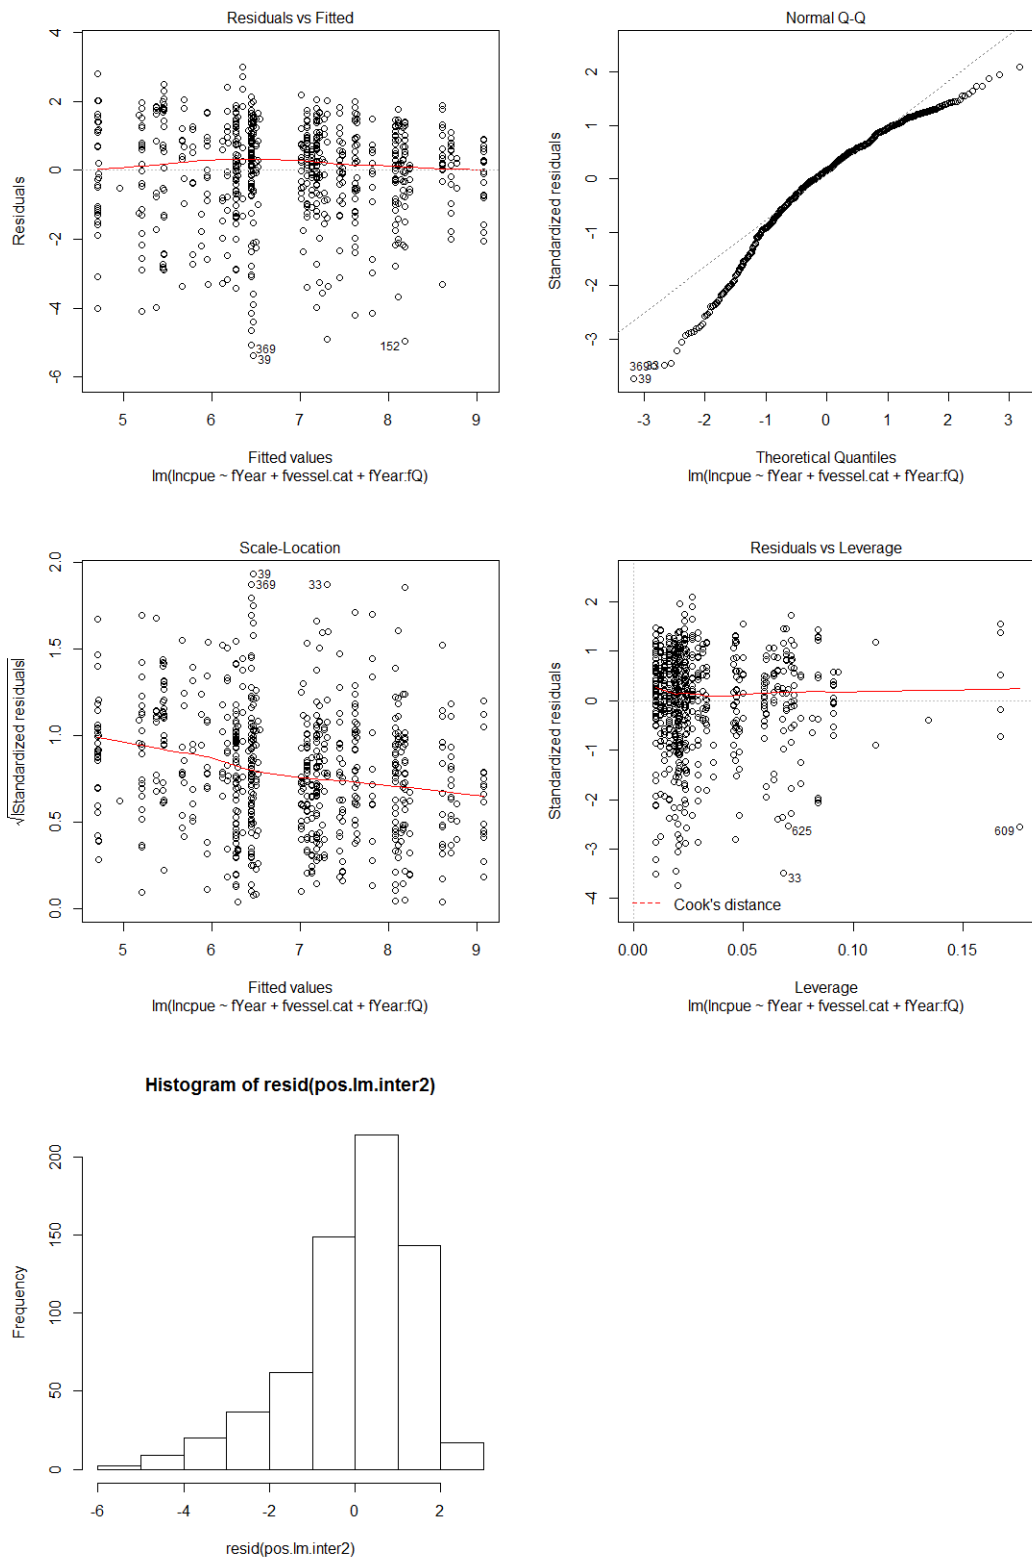 Residuals vs Fitted
Residuals
4
2
0
-2
-4
-6
369
39
152
5 6 7 8 9
Fitted values
lm(lncpue ~ fYear + fvessel.cat + fYear:fQ)
Normal Q-Q
Standardized residuals
2
1
0
-1
-2
-3
369
33
39
-3 -2 -1 0 1 2 3
Theoretical Quantiles
lm(lncpue ~ fYear + fvessel.cat + fYear:fQ)
Scale-Location
√|Standardized residuals|
2.0
1.5
1.0
0.5
0.0
39
369
33
5 6 7 8 9
Fitted values
lm(lncpue ~ fYear + fvessel.cat + fYear:fQ)
Residuals vs Leverage
Standardized residuals
2
1
0
-1
-2
-3
-4
625
609
33
Cook's distance
0.00 0.05 0.10 0.15
Leverage
lm(lncpue ~ fYear + fvessel.cat + fYear:fQ)
Histogram of resid(pos.lm.inter2)
Frequency
200
150
100
50
0
-6 -4 -2 0 2
resid(pos.lm.inter2)